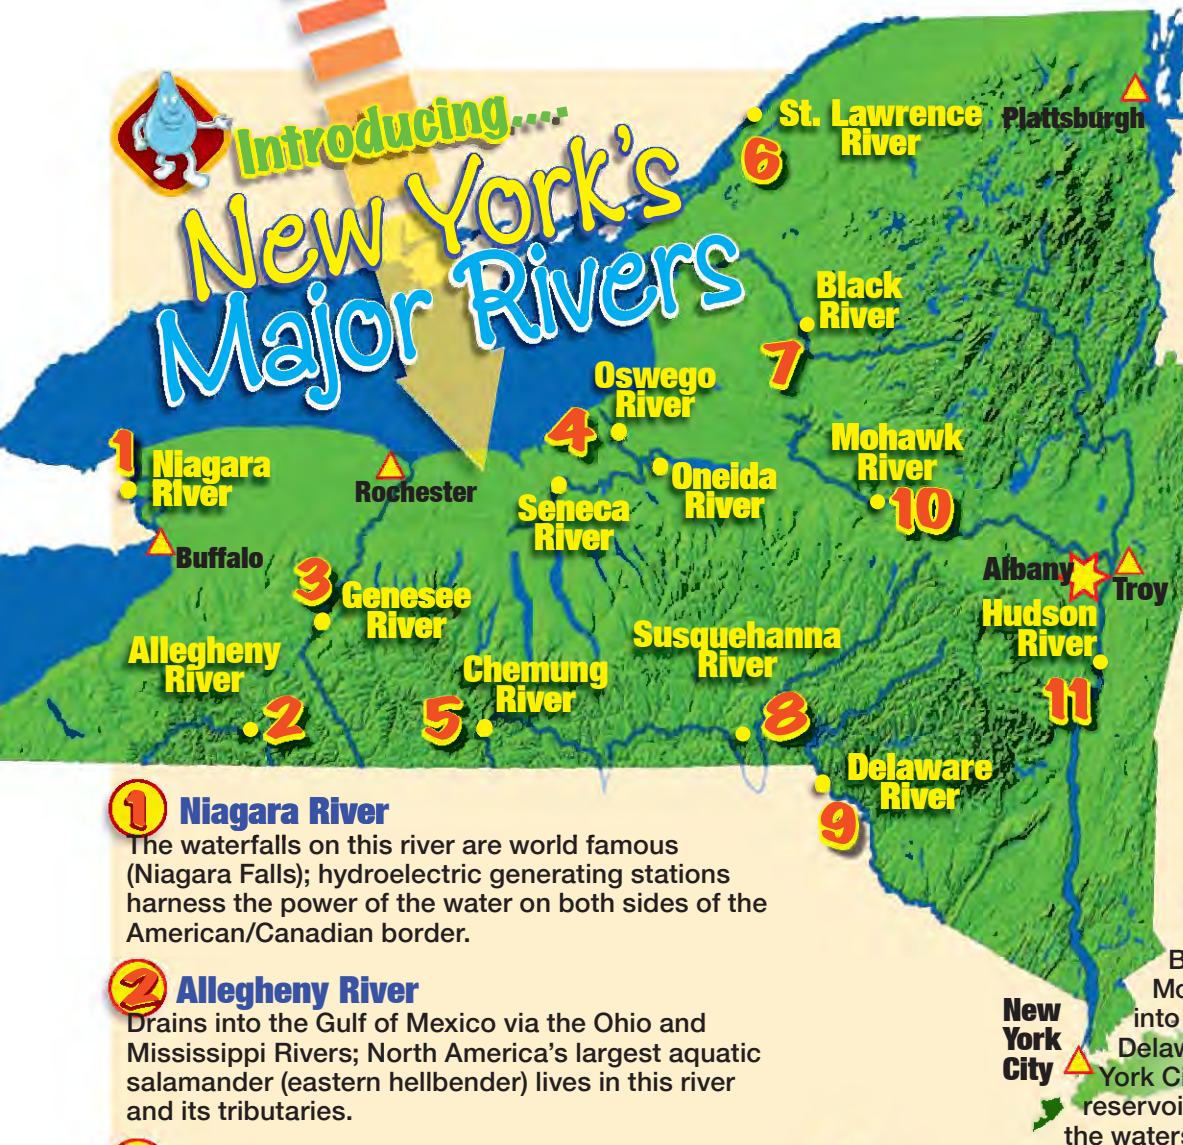 Introducing....
New York's
Major Rivers
St. Lawrence
River
6
Plattsburgh
Black
River
7
Oswego
River
4
Mohawk
River
10
1
Niagara
River
Rochester
Oneida
River
Seneca
River
Buffalo
3
Genesee
River
Albany
Troy
Hudson
River
11
Allegheny
River
2
Susquehanna
River
8
Chemung
River
5
Delaware
River
9
New
York
City
1 Niagara River
The waterfalls on this river are world famous
(Niagara Falls); hydroelectric generating stations
harness the power of the water on both sides of the
American/Canadian border.
2 Allegheny River
Drains into the Gulf of Mexico via the Ohio and
Mississippi Rivers; North America's largest aquatic
salamander (eastern hellbender) lives in this river
and its tributaries.
into